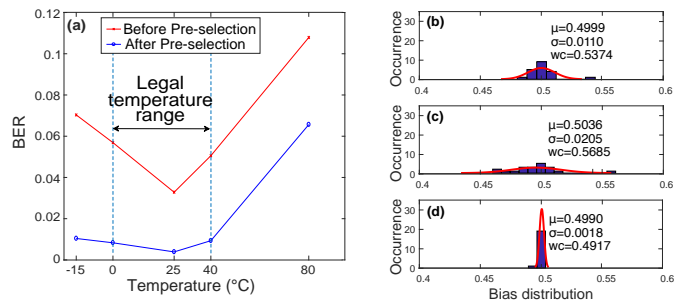 (a)
Before Pre-selection
After Pre-selection
Legal
temperature
range
BER
0.12
0.1
0.08
0.06
0.04
0.02
0
-15
0
25
40
80
Temperature (°C)
(b)
μ=0.4999
σ=0.0110
wc=0.5374
Occurrence
30
20
10
0
0.4
0.45
0.5
0.55
0.6
(c)
μ=0.5036
σ=0.0205
wc=0.5685
Occurrence
30
20
10
0
0.4
0.45
0.5
0.55
0.6
(d)
μ=0.4990
σ=0.0018
wc=0.4917
Occurrence
30
20
10
0
0.4
0.45
0.5
0.55
0.6
Bias distribution